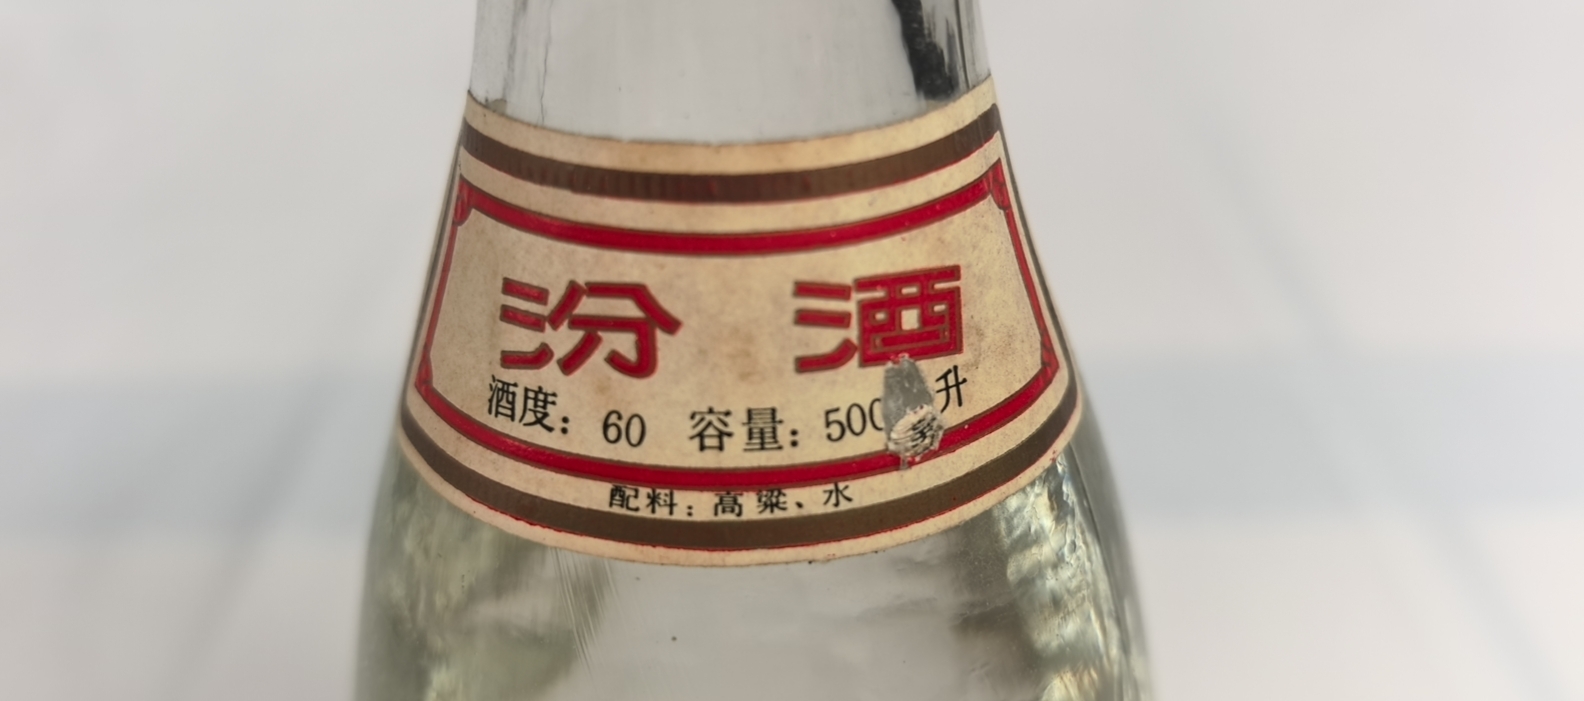 汾酒
酒度：60 容量：500 升
配料：高粱、水